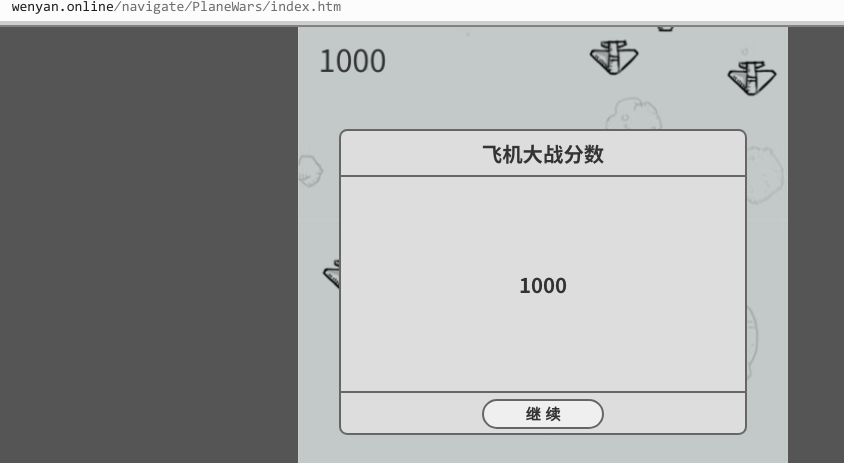 wenyan.online/navigate/PlaneWars/index.htm
1000
飞机大战分数
1000
继续